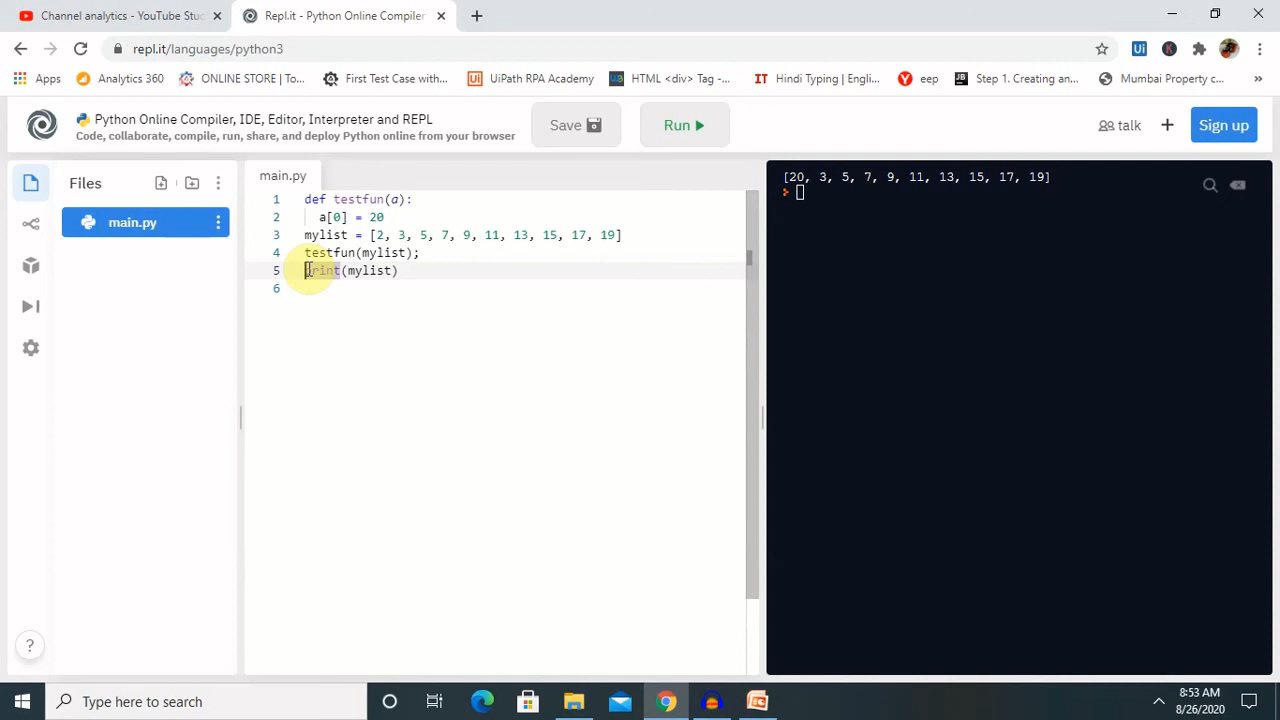 Channel analytics - YouTube Stu
Repl.it - Python Online Compiler
repl.it/languages/python3
Apps
Analytics 360
ONLINE STORE | To...
First Test Case with...
UiPath RPA Academy
HTML <div> Tag -...
Hindi Typing | Engli...
eep
Step 1. Creating an...
Mumbai Property c...
»
Python Online Compiler, IDE, Editor, Interpreter and REPL
Code, collaborate, compile, run, share, and deploy Python online from your browser
Save
Run
talk
Sign up
Files
main.py
main.py
1 def testfun(a):
2 a[0] = 20
3 mylist = [2, 3, 5, 7, 9, 11, 13, 15, 17, 19]
4 testfun(mylist);
5 print(mylist)
6
[20, 3, 5, 7, 9, 11, 13, 15, 17, 19]
?
Type here to search
8:53 AM
8/26/2020